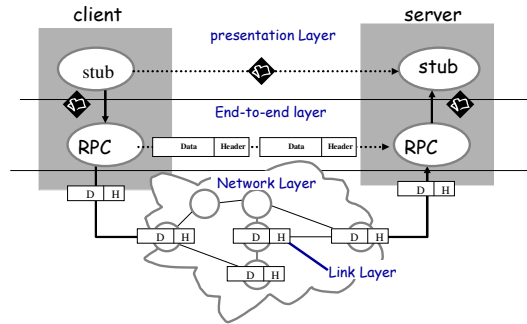 client
server
presentation Layer
stub
stub
End-to-end layer
RPC
Data
Header
Data
Header
RPC
Network Layer
D H
D H
D H
D H
D H
Link Layer
D H